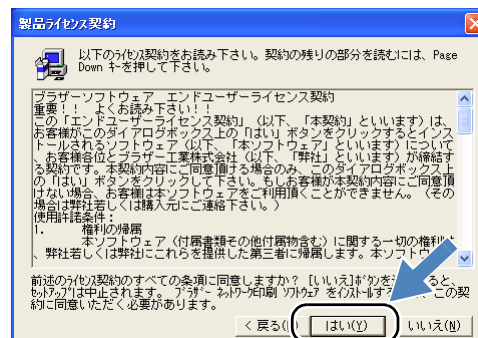 製品ライセンス契約
以下のライセンス契約をお読み下さい。契約の残りの部分を読むには、Page
Down キーを押して下さい。
ブラザーソフトウェア エンドユーザーライセンス契約
重要!! よくお読み下さい!!
この「エンドユーザーライセンス契約」(以下、「本契約」といいます)は、
お客様がこのダイアログボックス上の「はい」ボタンをクリックするとインス
トールされるソフトウェア(以下、「本ソフトウェア」といいます)について
、お客様各位とブラザー工業株式会社(以下、「弊社」といいます)が締結す
る契約です。本契約内容にご同意頂ける場合のみ、このダイアログボックス上
の「はい」ボタンをクリックして下さい。もしお客様が本契約内容にご同意頂
けない場合、お客様は本ソフトウェアをご利用頂くことができません。(その
場合は弊社若しくは購入元にご連絡下さい。)
使用許諾条件:
1. 権利の帰属
本ソフトウェア(付属書類その他付属物含む)に関する一切の権利は
、弊社若しくは弊社にこれらを提供した第三者に帰属します。本ソフトウ
前述のライセンス契約のすべての条項に同意しますか? [いいえ]ボタンを ると、
セットアップは中止されます。 ブラザー ネットワークPC印刷 ソフトウェア をインストールする この契
約に同意いただく必要があります。
< 戻る( はい(Y) いいえ(N)